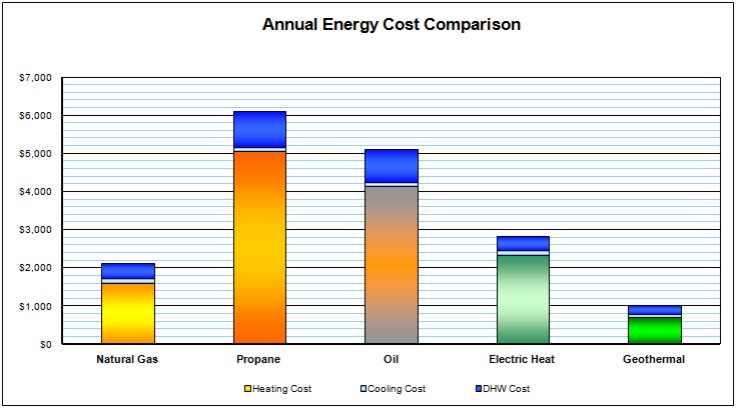 Annual Energy Cost Comparison
$7,000
$6,000
$5,000
$4,000
$3,000
$2,000
$1,000
$0
Natural Gas Propane Oil Electric Heat Geothermal
Heating Cost Cooling Cost DHW Cost